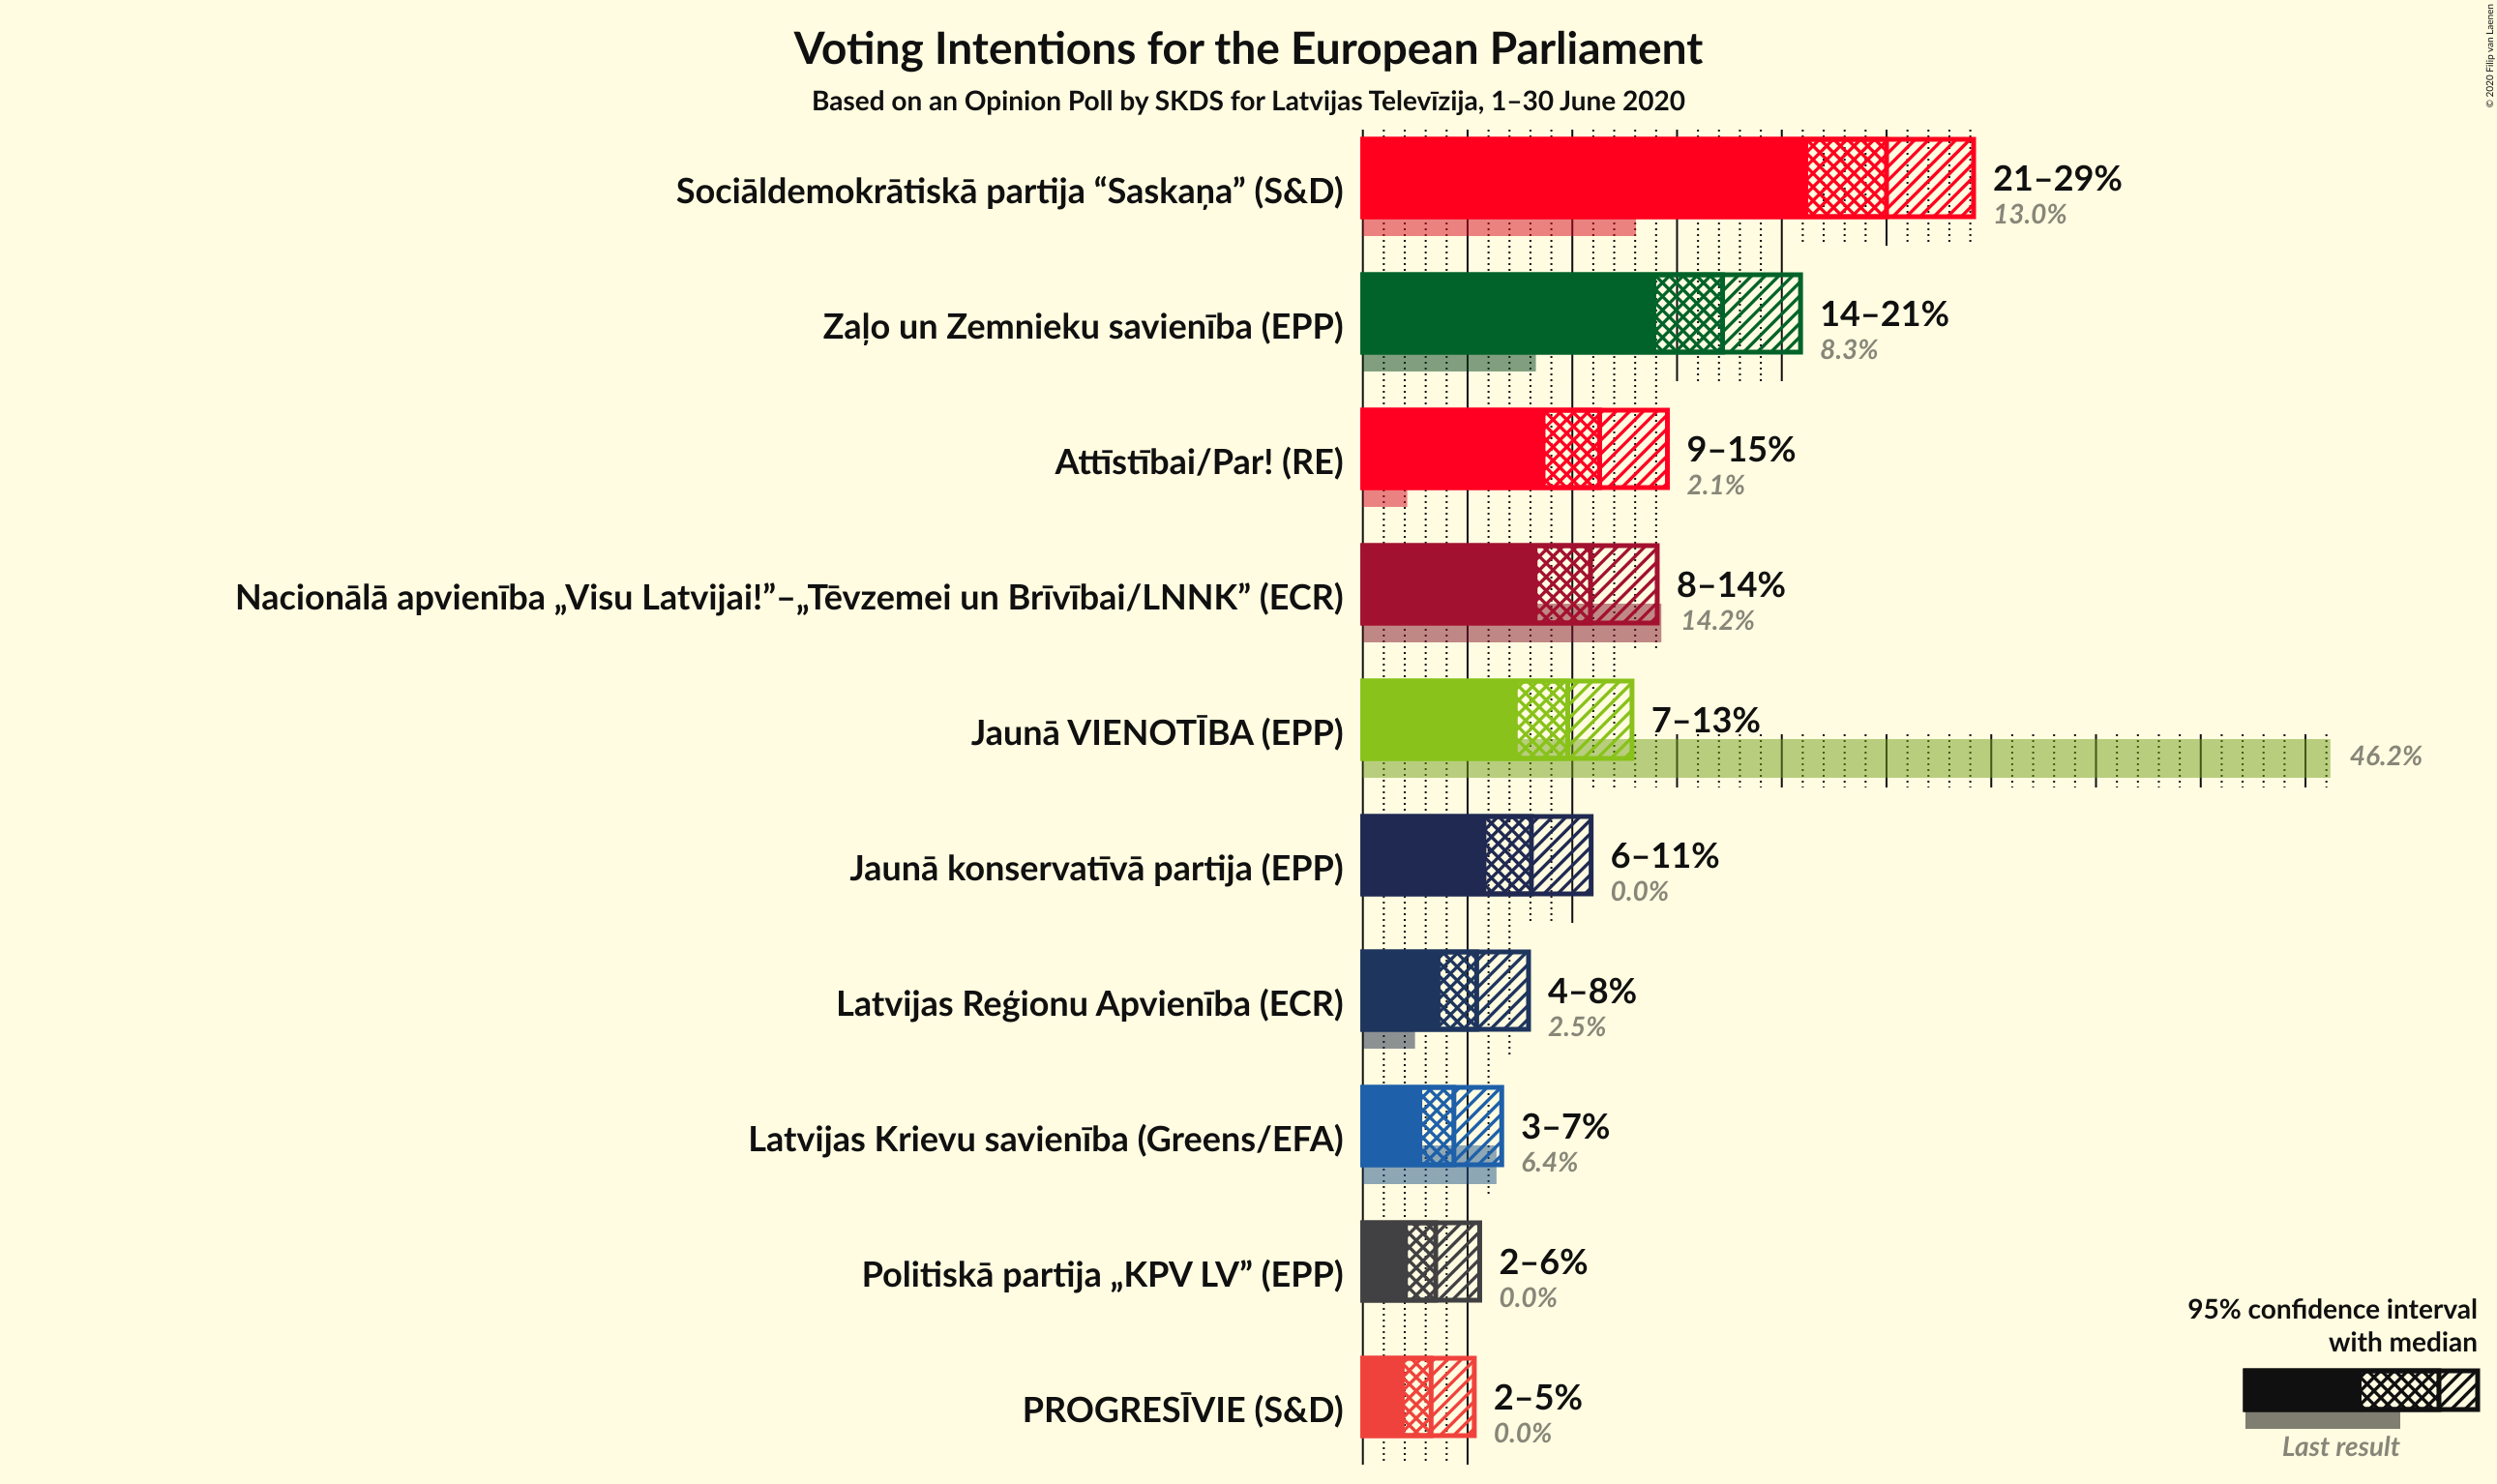 Voting Intentions for the European Parliament
Based on an Opinion Poll by SKDS for Latvijas Televīzija, 1–30 June 2020
© 2020 Filip van Laenen
Sociāldemokrātiskā partija “Saskaņa” (S&D)
21–29%
13.0%
Zaļo un Zemnieku savienība (EPP)
14–21%
8.3%
Attīstībai/Par! (RE)
9–15%
2.1%
Nacionālā apvienība „Visu Latvijai!”–„Tēvzemei un Brīvībai/LNNK” (ECR)
8–14%
14.2%
Jaunā VIENOTĪBA (EPP)
7–13%
46.2%
Jaunā konservatīvā partija (EPP)
6–11%
0.0%
Latvijas Reģionu Apvienība (ECR)
4–8%
2.5%
Latvijas Krievu savienība (Greens/EFA)
3–7%
6.4%
Politiskā partija „KPV LV” (EPP)
2–6%
0.0%
PROGRESĪVIE (S&D)
2–5%
0.0%
95% confidence interval
with median
Last result